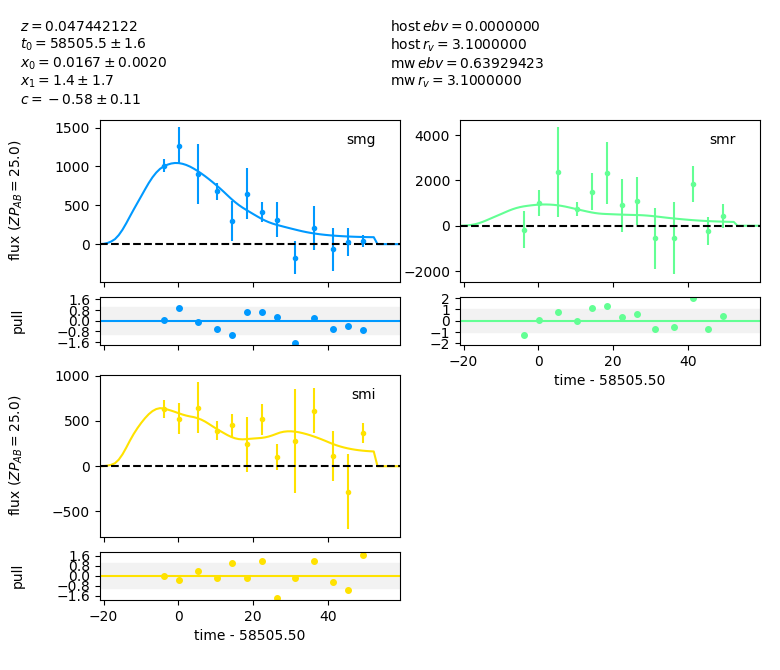 z = 0.047442122
t₀ = 58505.5 ± 1.6
x₀ = 0.0167 ± 0.0020
x₁ = 1.4 ± 1.7
c = −0.58 ± 0.11
host ebv = 0.0000000
host r_v = 3.1000000
mw ebv = 0.63929423
mw r_v = 3.1000000
flux (ZP_AB = 25.0)
1500
1000
500
0
smg
4000
2000
0
−2000
smr
pull
1.6
0.8
0.0
−0.8
−1.6
2
1
0
−1
−2
−20
0
20
40
time - 58505.50
flux (ZP_AB = 25.0)
1000
500
0
−500
smi
pull
1.6
0.8
0.0
−0.8
−1.6
−20
0
20
40
time - 58505.50